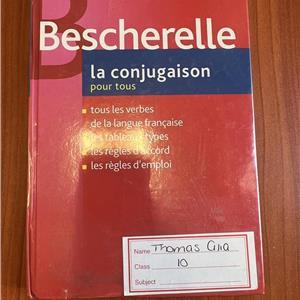 B
Bescherelle
la conjugaison
pour tous
tous les verbes
de la langue française
les tableaux types
les règles d'accord
les règles d'emploi
Name Thomas Cilia
Class 10
Subject